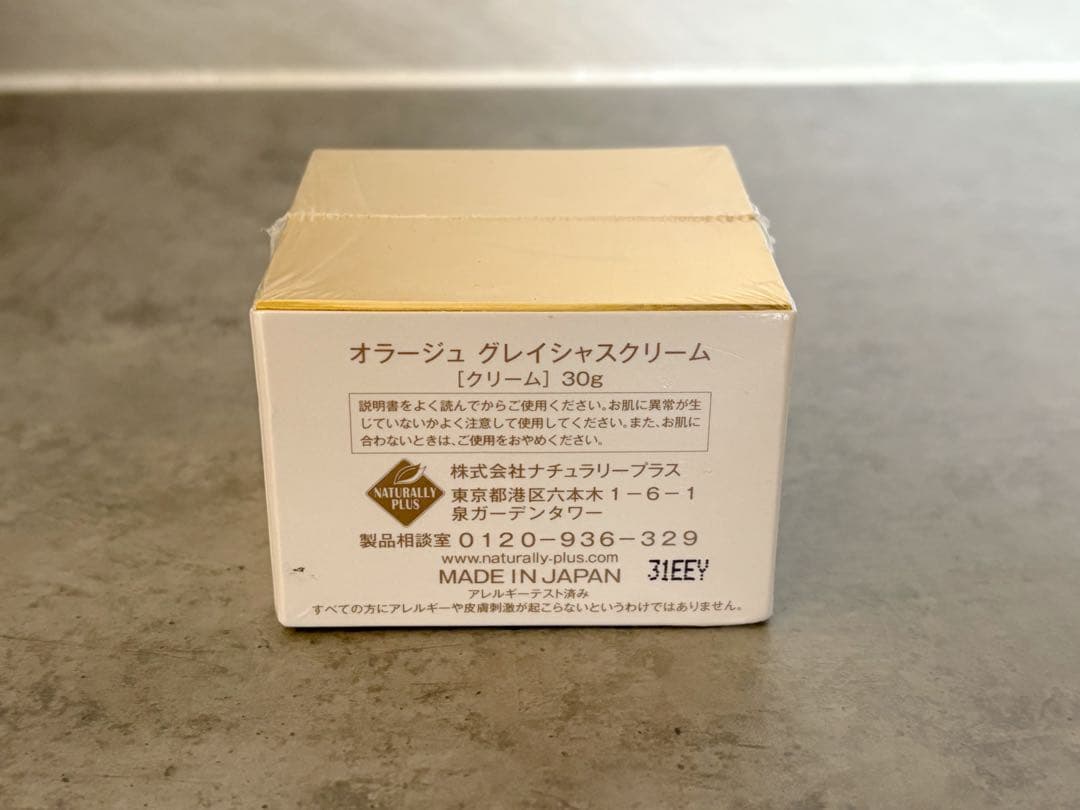 オラージュ グレイシャスクリーム
［クリーム］ 30g
説明書をよく読んでからご使用ください。お肌に異常が生
じていないかよく注意して使用してください。また、お肌に
合わないときは、ご使用をおやめください。
NATURALLY
PLUS
株式会社ナチュラリープラス
東京都港区六本木1-6-1
泉ガーデンタワー
製品相談室 0120-936-329
www.naturally-plus.com
MADE IN JAPAN 31EEY
アレルギーテスト済み
すべての方にアレルギーや皮膚刺激が起こらないというわけではありません。